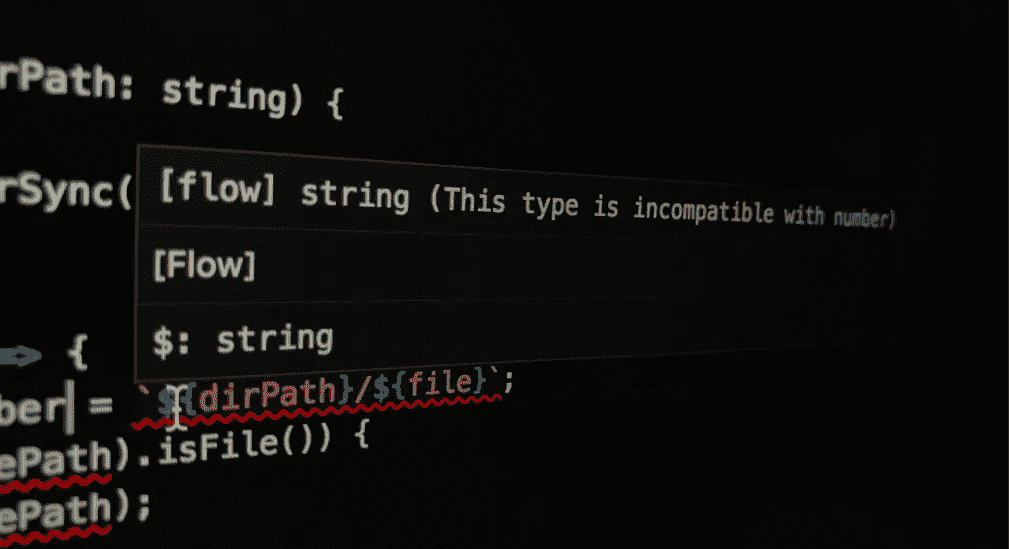 rPath: string) {
rSync(
[flow] string (This type is incompatible with number)
[Flow]
$: string
=> {
ber = `${dirPath}/${file}`;
ePath).isFile()) {
ePath);